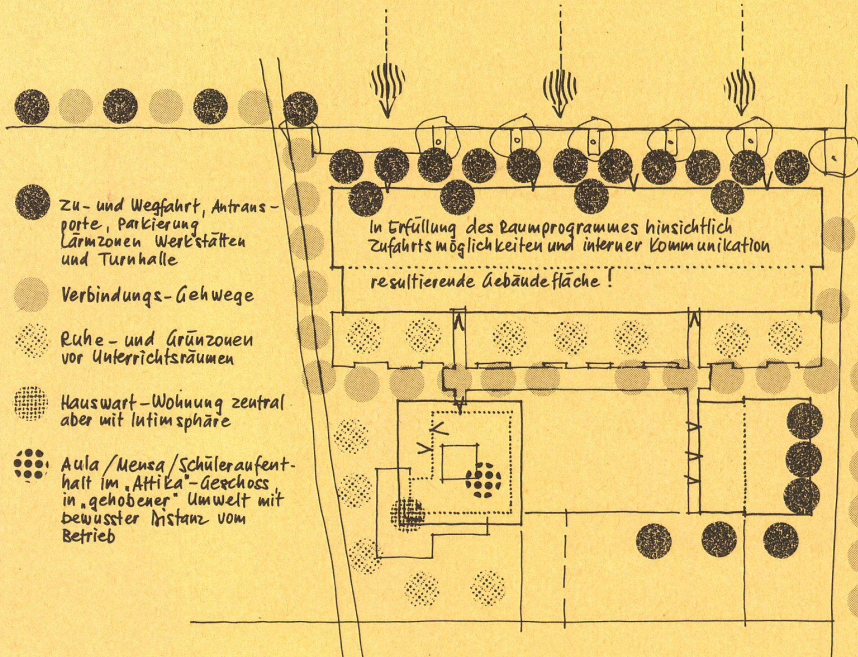 Zu- und Wegfahrt, Antrans-
porte, Parkierung
Lärmzonen Werkstätten
und Turnhalle
Verbindungs-Gehwege
Ruhe- und Grünzonen
vor Unterrichtsräumen
Hauswart-Wohnung zentral
aber mit Intimsphäre
Aula/Mensa/Schüleraufent-
halt im „Attika"-Geschoss
in „gehobener" Umwelt mit
bewusster Distanz vom
Betrieb
In Erfüllung des Raumprogrammes hinsichtlich
Zufahrtsmöglichkeiten und interner Kommunikation
resultierende Gebäudefläche!